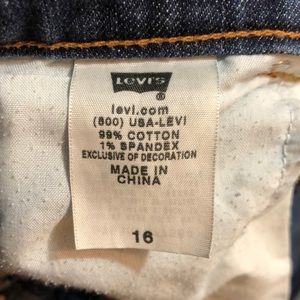 LEVI'S
®
levi.com
(800) USA-LEVI
99% COTTON
1% SPANDEX
EXCLUSIVE OF DECORATION
MADE IN
CHINA
16